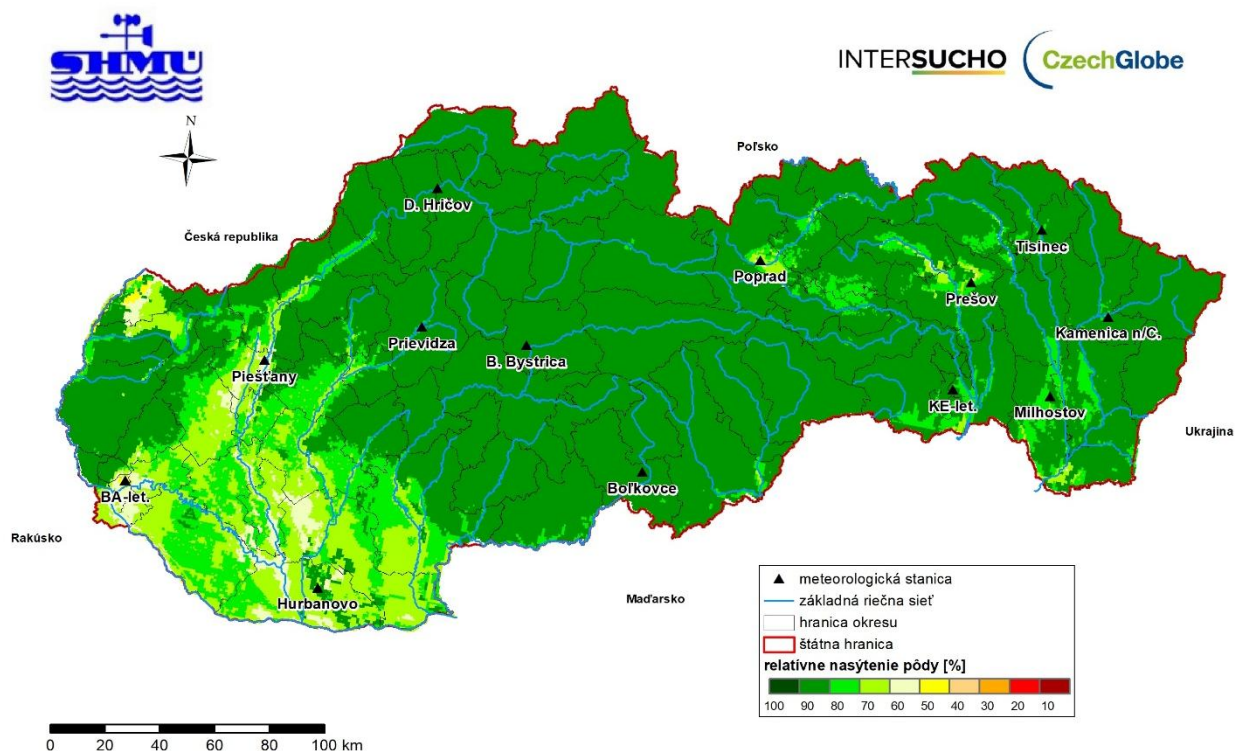 SHMÚ
INTERSUCHO CzechGlobe
N
Poľsko
D. Hričov
Česká republika
Tisinec
Poprad
Prešov
Kamenica n/C.
Prievidza
B. Bystrica
Piešťany
KE-let.
Milhostov
Ukrajina
Boľkovce
BA-let.
Rakúsko
Hurbanovo
Maďarsko
meteorologická stanica
základná riečna sieť
hranica okresu
štátna hranica
relatívne nasýtenie pôdy [%]
100 90 80 70 60 50 40 30 20 10
0 20 40 60 80 100 km